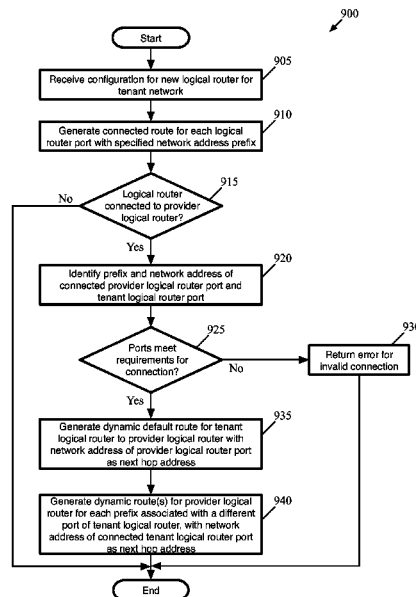 900
Start
905
Receive configuration for new logical router for
tenant network
910
Generate connected route for each logical
router port with specified network address prefix
915
No
Logical router
connected to provider
logical router?
Yes
920
Identify prefix and network address of
connected provider logical router port and
tenant logical router port
925
930
Ports meet
requirements for
connection?
No
Return error for
invalid connection
Yes
935
Generate dynamic default route for tenant
logical router to provider logical router with
network address of provider logical router port
as next hop address
940
Generate dynamic route(s) for provider logical
router for each prefix associated with a different
port of tenant logical router, with network
address of connected tenant logical router port
as next hop address
End